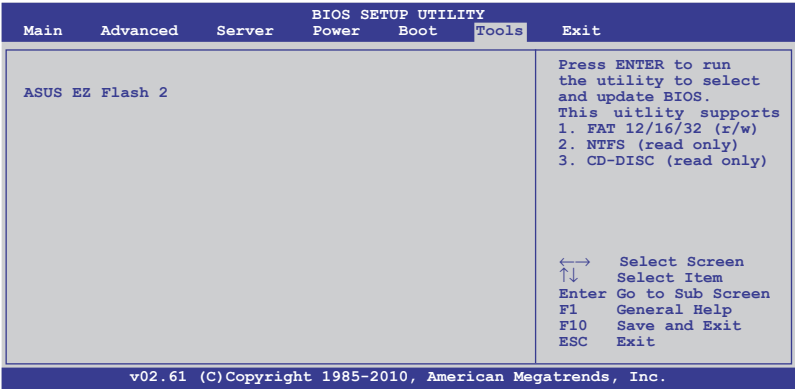 BIOS SETUP UTILITY
Main Advanced Server Power Boot Tools Exit
ASUS EZ Flash 2
Press ENTER to run
the utility to select
and update BIOS.
This uitlity supports
1. FAT 12/16/32 (r/w)
2. NTFS (read only)
3. CD-DISC (read only)
←→ Select Screen
↑↓ Select Item
Enter Go to Sub Screen
F1 General Help
F10 Save and Exit
ESC Exit
v02.61 (C)Copyright 1985-2010, American Megatrends, Inc.